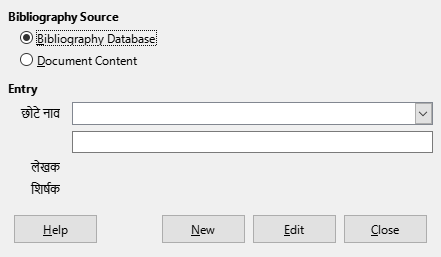 Bibliography Source
Bibliography Database
Document Content
Entry
छोटे नाव
लेखक
शिर्षक
Help New Edit Close